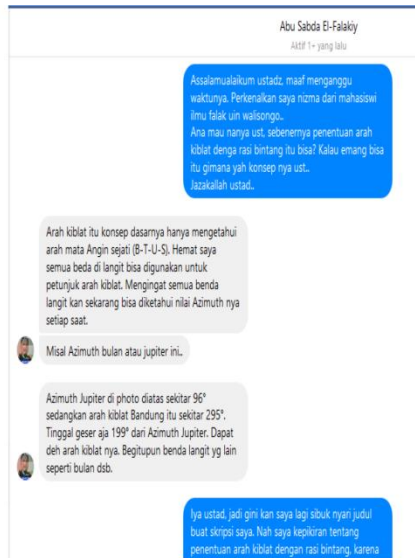 Abu Sabda El-Falakiy
Aktif 1+ yang lalu
Assalamualaikum ustadz, maaf menganggu
waktunya. Perkenalkan saya nizma dari mahasiswi
ilmu falak uin walisongo..
Ana mau nanya ust, sebenernya penentuan arah
kiblat denga rasi bintang itu bisa? Kalau emang bisa
itu gimana yah konsep nya ust..
Jazakallah ustad..
Arah kiblat itu konsep dasarnya hanya mengetahui
arah mata Angin sejati (B-T-U-S). Hemat saya
semua beda di langit bisa digunakan untuk
petunjuk arah kiblat. Mengingat semua benda
langit kan sekarang bisa diketahui nilai Azimuth nya
setiap saat.
Misal Azimuth bulan atau jupiter ini..
Azimuth Jupiter di photo diatas sekitar 96°
sedangkan arah kiblat Bandung itu sekitar 295°.
Tinggal geser aja 199° dari Azimuth Jupiter. Dapat
deh arah kiblat nya. Begitupun benda langit yg lain
seperti bulan dsb.
Iya ustad, jadi gini kan saya lagi sibuk nyari judul
buat skripsi saya. Nah saya kepikiran tentang
penentuan arah kiblat dengan rasi bintang, karena